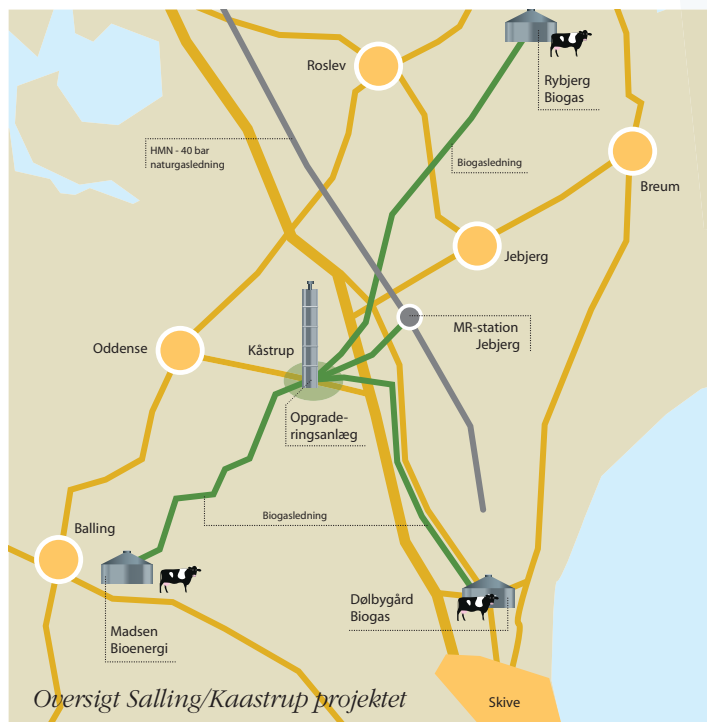 Roslev
Rybjerg
Biogas
HMN - 40 bar
naturgasledning
Biogasledning
Breum
Jebjerg
MR-station
Jebjerg
Oddense
Kåstrup
Opgrade-
ringsanlæg
Biogasledning
Balling
Madsen
Bioenergi
Dølbygård
Biogas
Oversigt Salling/Kaastrup projektet
Skive